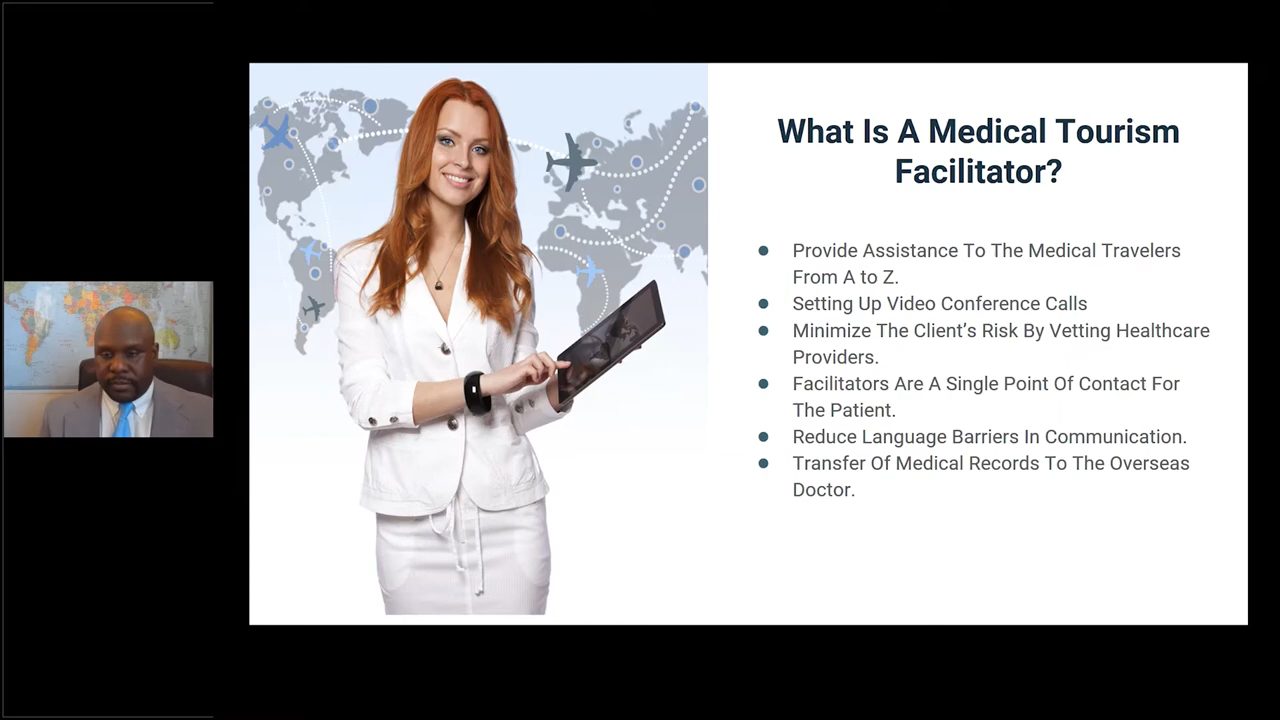 What Is A Medical Tourism
Facilitator?
● Provide Assistance To The Medical Travelers
From A to Z.
● Setting Up Video Conference Calls
● Minimize The Client’s Risk By Vetting Healthcare
Providers.
● Facilitators Are A Single Point Of Contact For
The Patient.
● Reduce Language Barriers In Communication.
● Transfer Of Medical Records To The Overseas
Doctor.